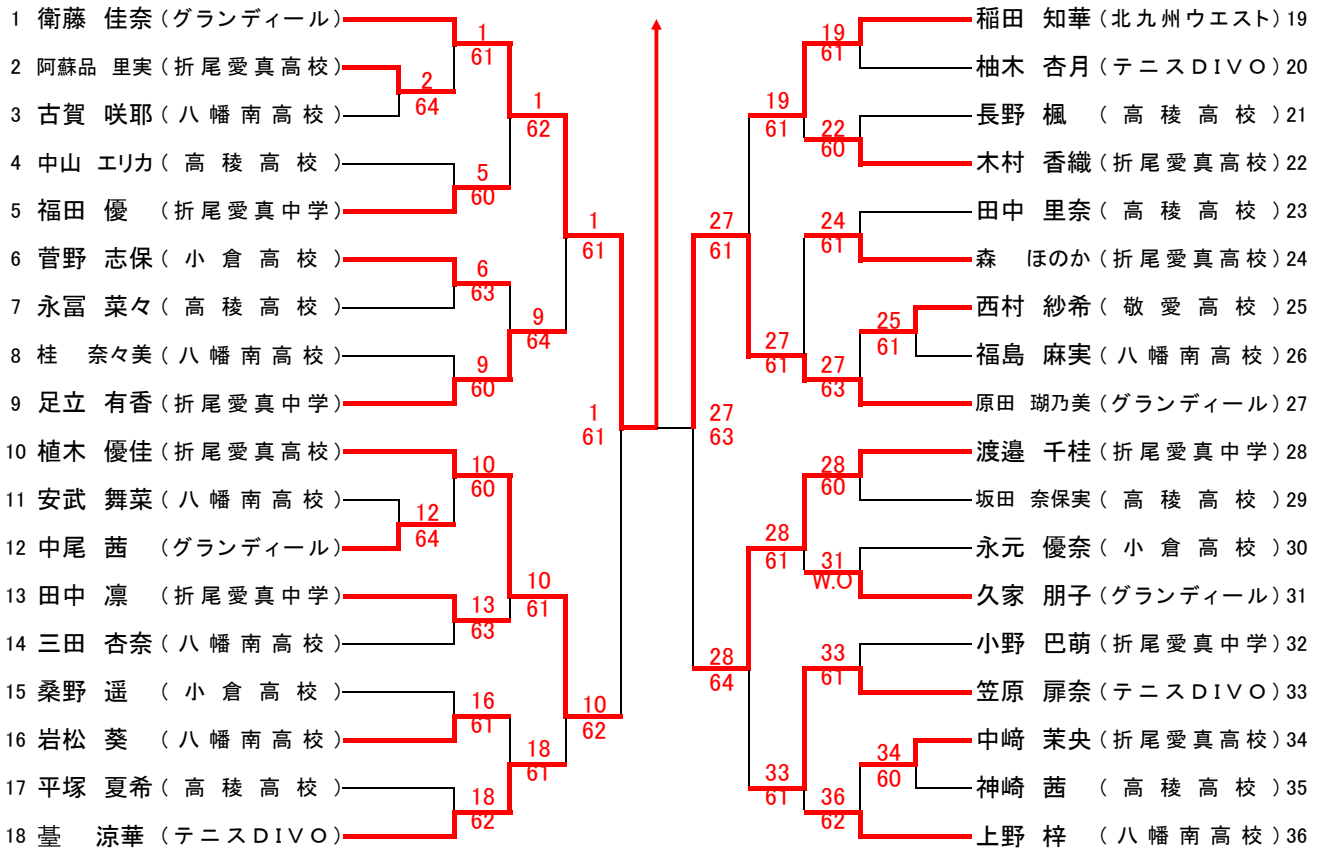 1 衛藤 佳奈 (グランディール)
2 阿蘇品 里実 (折尾愛真高校)
3 古賀 咲耶 (八幡南高校)
4 中山 エリカ (高稜高校)
5 福田 優 (折尾愛真中学)
6 菅野 志保 (小倉高校)
7 永冨 菜々 (高稜高校)
8 桂 奈々美 (八幡南高校)
9 足立 有香 (折尾愛真中学)
10 植木 優佳 (折尾愛真高校)
11 安武 舞菜 (八幡南高校)
12 中尾 茜 (グランディール)
13 田中 凛 (折尾愛真中学)
14 三田 杏奈 (八幡南高校)
15 桑野 遥 (小倉高校)
16 岩松 葵 (八幡南高校)
17 平塚 夏希 (高稜高校)
18 䑓 涼華 (テニスDIVO)
2
64
12
64
1
61
5
60
6
63
9
60
10
60
13
63
16
61
18
62
1
62
9
64
10
61
18
61
1
61
10
62
1
61
27
63
27
61
28
64
19
61
27
61
28
61
33
61
19
61
22
60
24
61
27
63
28
60
31
W.O
33
61
36
62
25
61
34
60
稲田 知華 (北九州ウエスト) 19
柚木 杏月 (テニスDIVO) 20
長野 楓 (高稜高校) 21
木村 香織 (折尾愛真高校) 22
田中 里奈 (高稜高校) 23
森 ほのか (折尾愛真高校) 24
西村 紗希 (敬愛高校) 25
福島 麻実 (八幡南高校) 26
原田 瑚乃美 (グランディール) 27
渡邉 千桂 (折尾愛真中学) 28
坂田 奈保実 (高稜高校) 29
永元 優奈 (小倉高校) 30
久家 朋子 (グランディール) 31
小野 巴萌 (折尾愛真中学) 32
笠原 扉奈 (テニスDIVO) 33
中﨑 茉央 (折尾愛真高校) 34
神崎 茜 (高稜高校) 35
上野 梓 (八幡南高校) 36